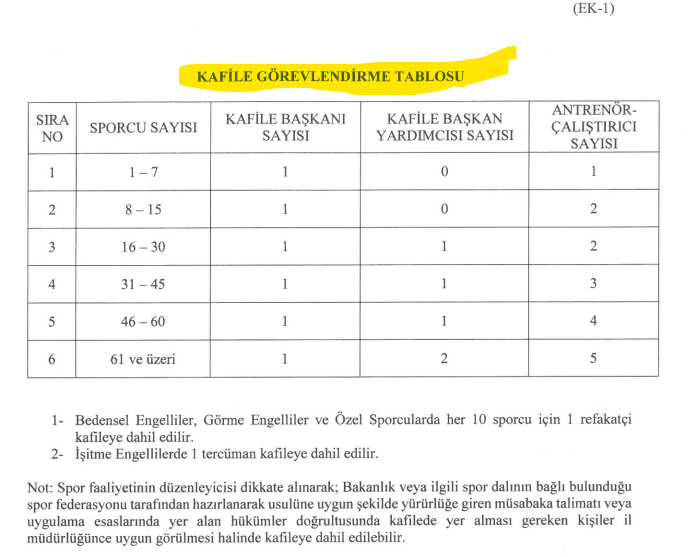 (EK-1)
KAFİLE GÖREVLENDİRME TABLOSU
SIRA NO SPORCU SAYISI KAFİLE BAŞKANI SAYISI KAFİLE BAŞKAN YARDIMCISI SAYISI ANTRENÖR-ÇALIŞTIRICI SAYISI
1 1 – 7 1 0 1
2 8 – 15 1 0 2
3 16 – 30 1 1 2
4 31 – 45 1 1 3
5 46 – 60 1 1 4
6 61 ve üzeri 1 2 5
1- Bedensel Engelliler, Görme Engelliler ve Özel Sporcularda her 10 sporcu için 1 refakatçi
kafileye dahil edilir.
2- İşitme Engellilerde 1 tercüman kafileye dahil edilir.
Not: Spor faaliyetinin düzenleyicisi dikkate alınarak; Bakanlık veya ilgili spor dalının bağlı bulunduğu
spor federasyonu tarafından hazırlanarak usulüne uygun şekilde yürürlüğe giren müsabaka talimatı veya
uygulama esaslarında yer alan hükümler doğrultusunda kafilede yer alması gereken kişiler il
müdürlüğünce uygun görülmesi halinde kafileye dahil edilebilir.